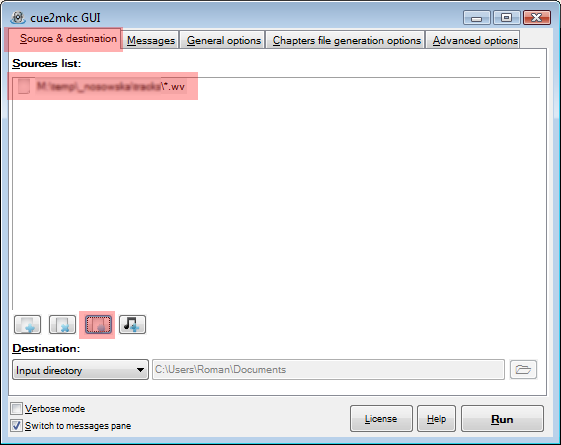 cue2mkc GUI
Source & destination Messages General options Chapters file generation options Advanced options
Sources list:
\*.wv
Destination:
Input directory C:\Users\Roman\Documents
Verbose mode
Switch to messages pane
License Help Run